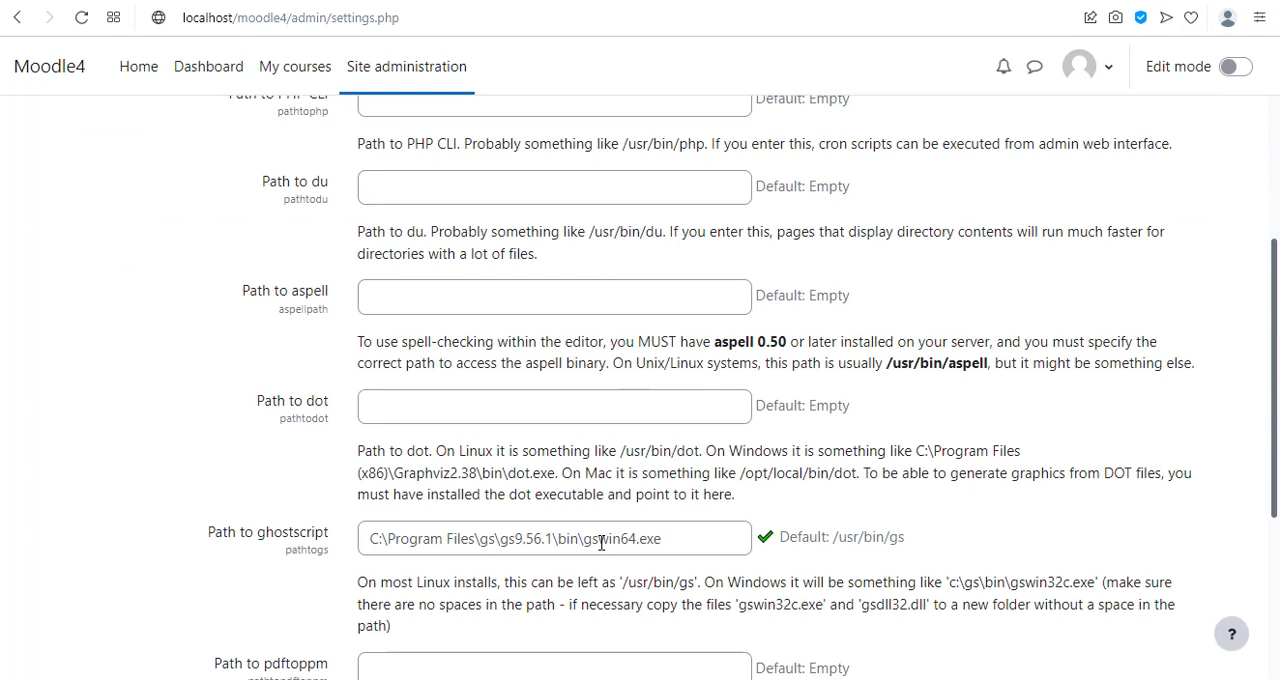 localhost/moodle4/admin/settings.php
Moodle4 Home Dashboard My courses Site administration Edit mode
Path to PHP CLI Default: Empty
pathtophp
Path to PHP CLI. Probably something like /usr/bin/php. If you enter this, cron scripts can be executed from admin web interface.
Path to du Default: Empty
pathtodu
Path to du. Probably something like /usr/bin/du. If you enter this, pages that display directory contents will run much faster for
directories with a lot of files.
Path to aspell Default: Empty
aspellpath
To use spell-checking within the editor, you MUST have aspell 0.50 or later installed on your server, and you must specify the
correct path to access the aspell binary. On Unix/Linux systems, this path is usually /usr/bin/aspell, but it might be something else.
Path to dot Default: Empty
pathtodot
Path to dot. On Linux it is something like /usr/bin/dot. On Windows it is something like C:\Program Files
(x86)\Graphviz2.38\bin\dot.exe. On Mac it is something like /opt/local/bin/dot. To be able to generate graphics from DOT files, you
must have installed the dot executable and point to it here.
Path to ghostscript C:\Program Files\gs\gs9.56.1\bin\gswin64.exe Default: /usr/bin/gs
pathtogs
On most Linux installs, this can be left as '/usr/bin/gs'. On Windows it will be something like 'c:\gs\bin\gswin32c.exe' (make sure
there are no spaces in the path - if necessary copy the files 'gswin32c.exe' and 'gsdll32.dll' to a new folder without a space in the
path)
?
Path to pdftoppm Default: Empty